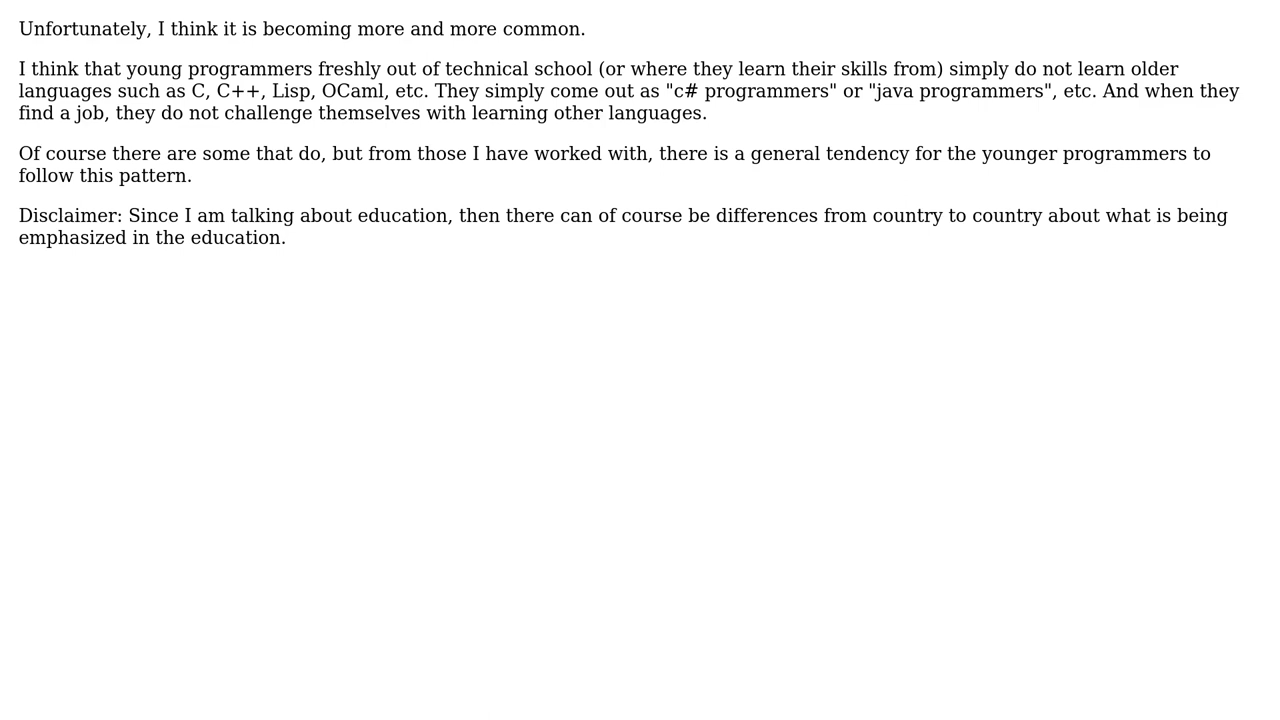 Unfortunately, I think it is becoming more and more common.
I think that young programmers freshly out of technical school (or where they learn their skills from) simply do not learn older
languages such as C, C++, Lisp, OCaml, etc. They simply come out as "c# programmers" or "java programmers", etc. And when they
find a job, they do not challenge themselves with learning other languages.
Of course there are some that do, but from those I have worked with, there is a general tendency for the younger programmers to
follow this pattern.
Disclaimer: Since I am talking about education, then there can of course be differences from country to country about what is being
emphasized in the education.